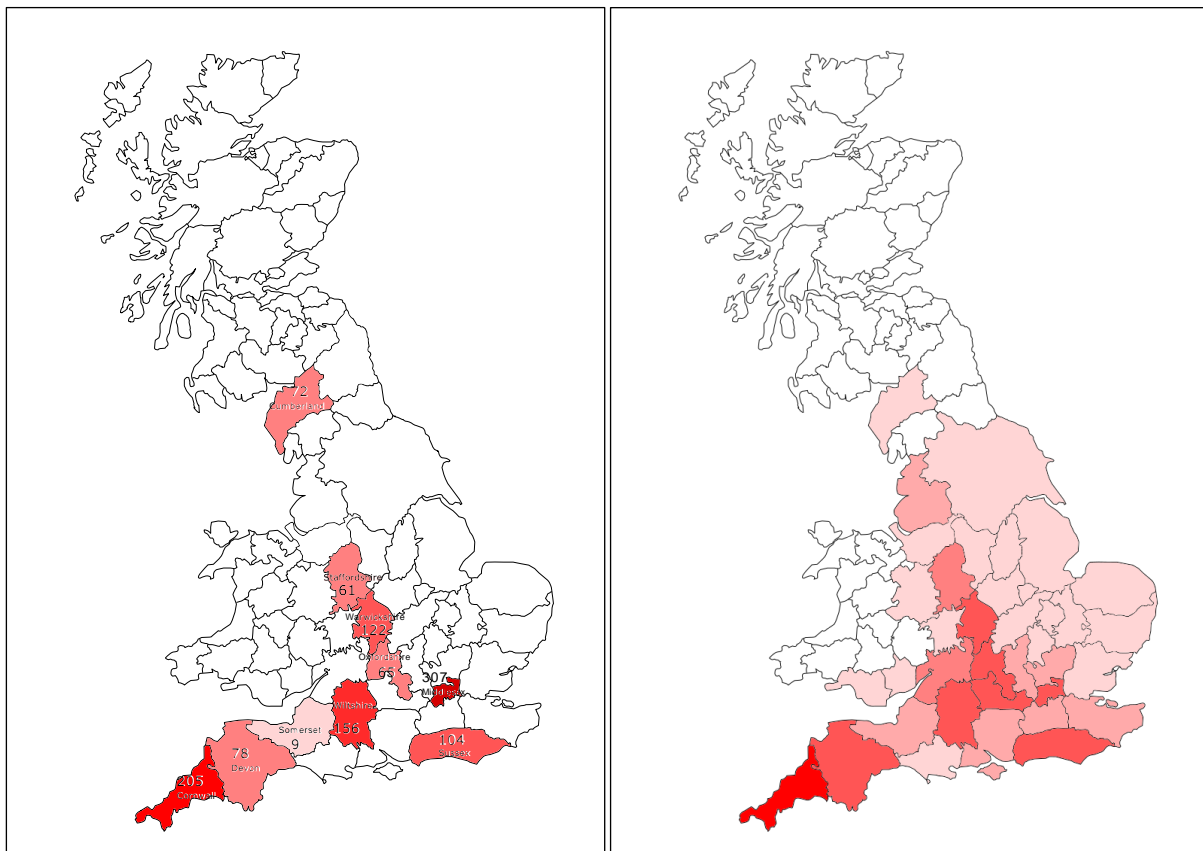 72
Cumberland
Staffordshire
61
Warwickshire
122
Oxfordshire
65
307
Middlesex
Wiltshire
156
Somerset
9
104
Sussex
78
Devon
205
Cornwall